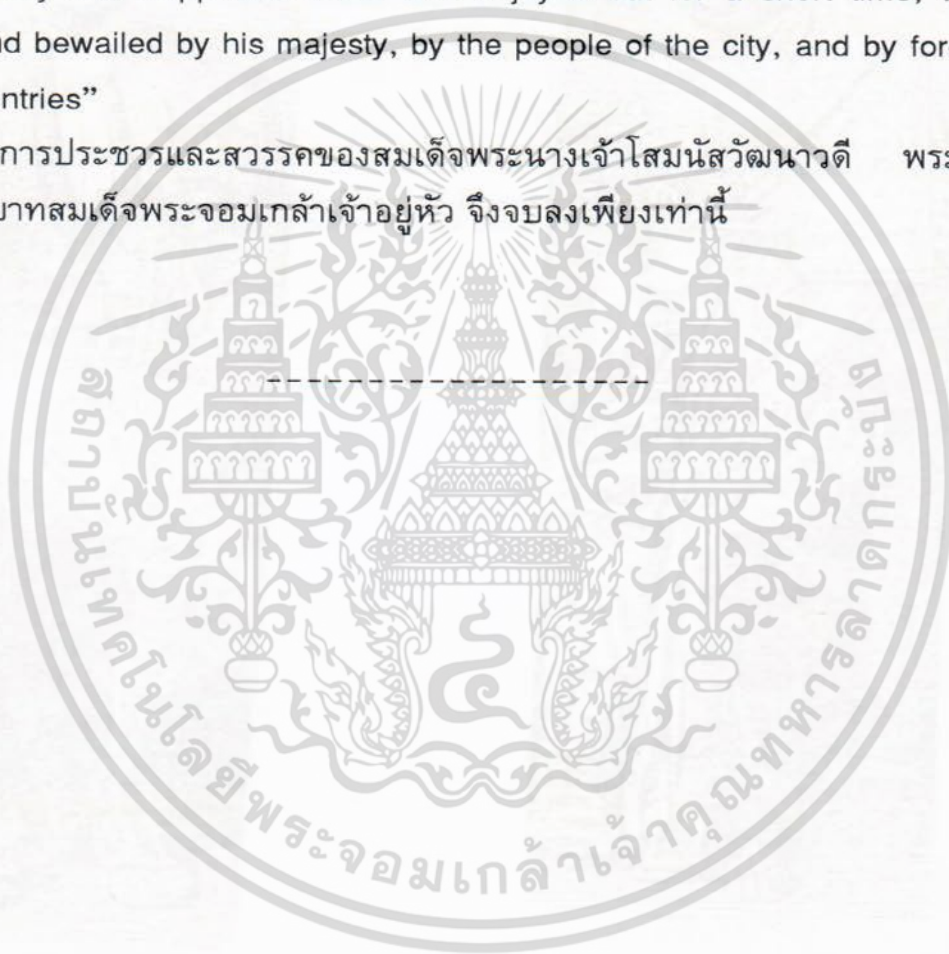 nd bewailed by his majesty, by the people of the city, and by for
ntries”
การประชวรและสวรรคของสมเด็จพระนางเจ้าโสมนัสวัฒนาวดี พระ
บาทสมเด็จพระจอมเกล้าเจ้าอยู่หัว จึงจบลงเพียงเท่านี้
-------------------
สถาบันเทคโนโลยีพระจอมเกล้าเจ้าคุณทหารลาดกระบัง
๔